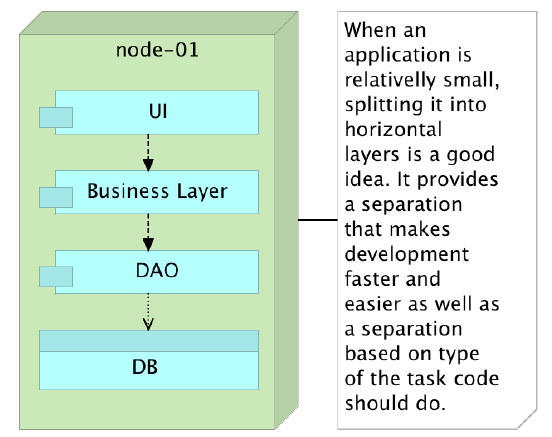 node-01
UI
Business Layer
DAO
DB
When an
application is
relativelly small,
splitting it into
horizontal
layers is a good
idea. It provides
a separation
that makes
development
faster and
easier as well as
a separation
based on type
of the task code
should do.